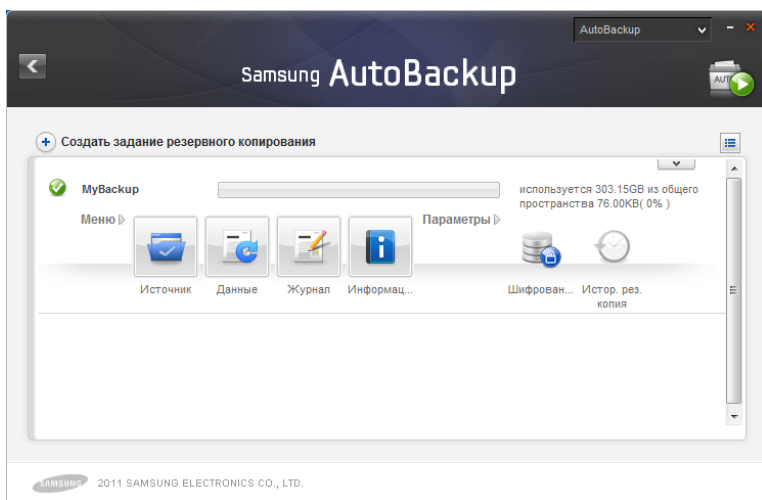 AutoBackup
samsung AutoBackup
AUTO
Создать задание резервного копирования
MyBackup
используется 303.15GB из общего
пространства 76.00KB( 0% )
Меню
Параметры
Источник
Данные
Журнал
Информац...
Шифрован...
Истор. рез.
копия
SAMSUNG
2011 SAMSUNG ELECTRONICS CO., LTD.